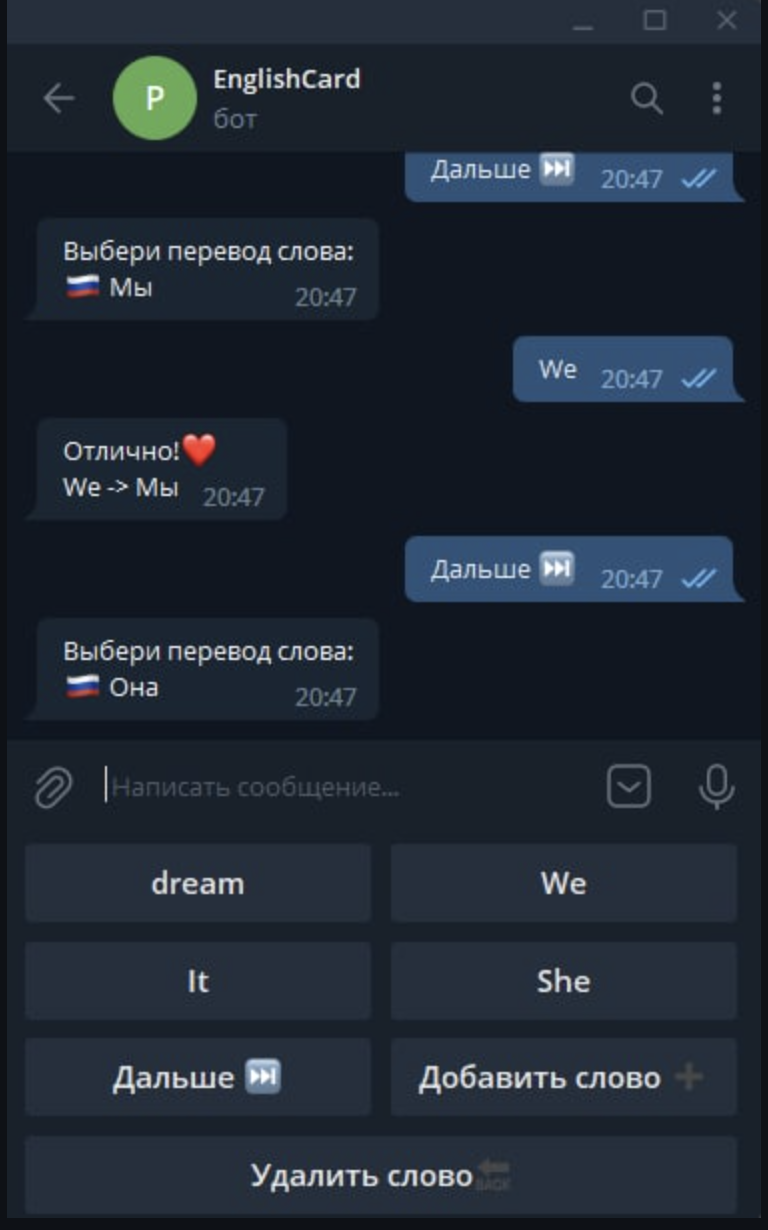 P
EnglishCard
бот
Дальше ⏭️ 20:47
Выбери перевод слова:
🇷🇺 Мы 20:47
We 20:47
Отлично!❤️
We -> Мы 20:47
Дальше ⏭️ 20:47
Выбери перевод слова:
🇷🇺 Она 20:47
Написать сообщение...
dream We
It She
Дальше ⏭️ Добавить слово ➕
Удалить слово🔙